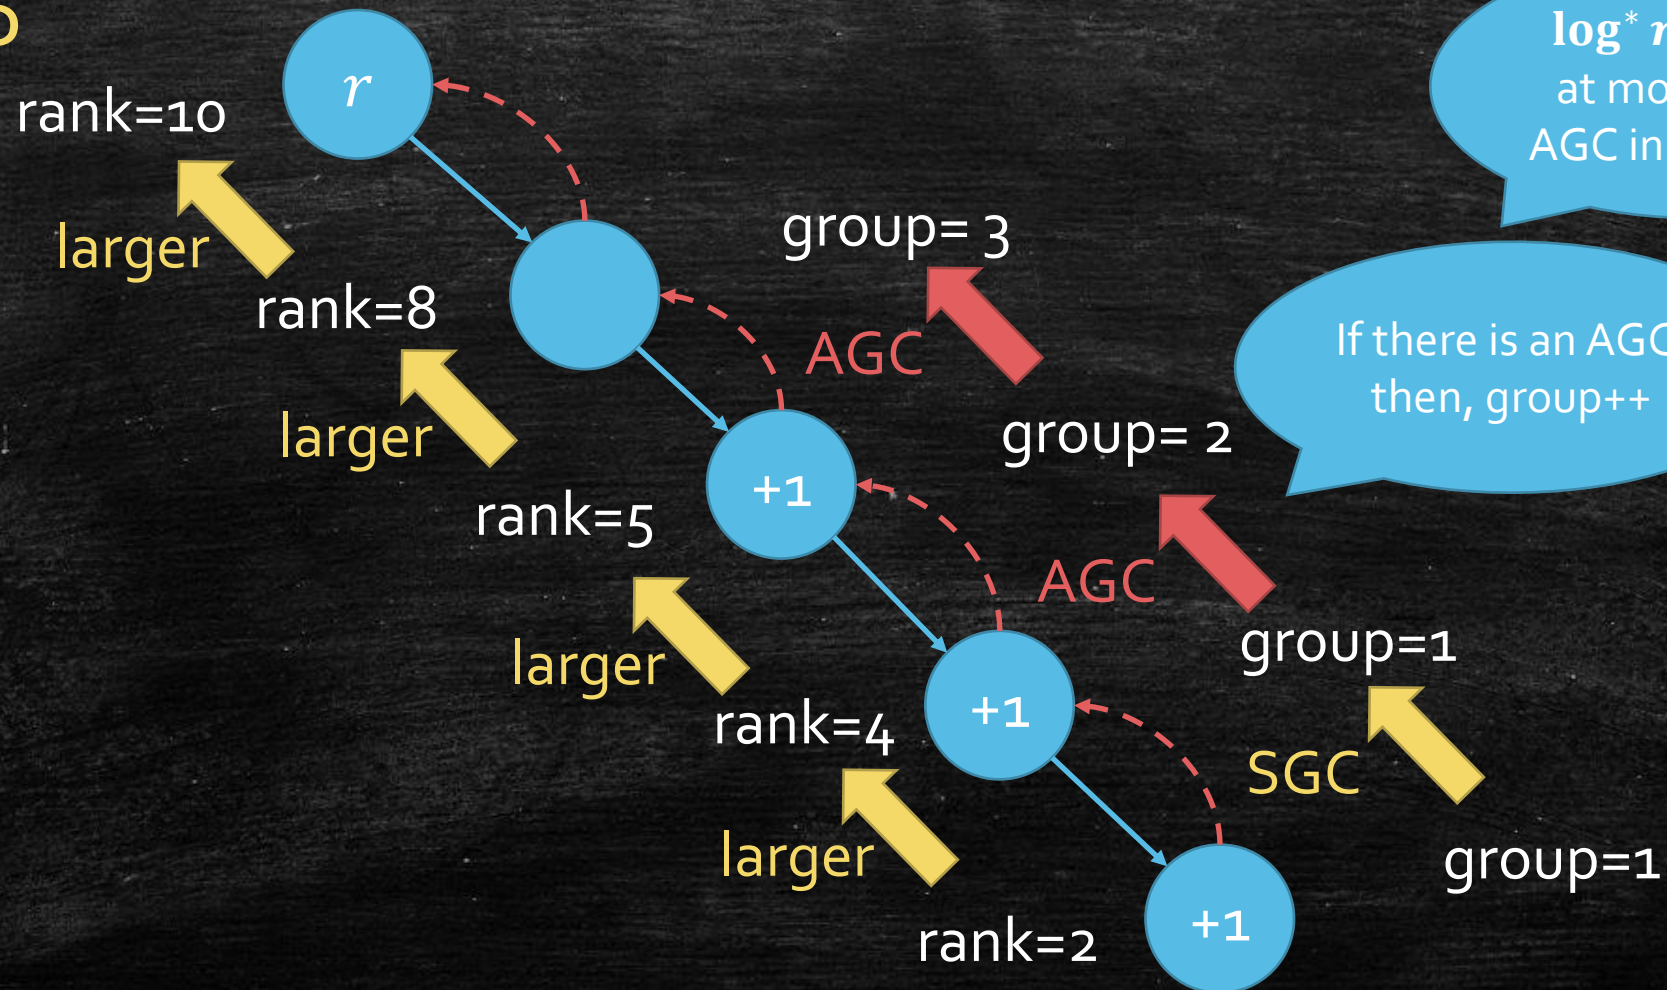 r
log*
at
AGC in
rank=10
larger
group= 3
rank=8
AGC
If there is an AGC
then, group++
larger
group= 2
+1
rank=5
AGC
larger
group=1
rank=4
+1
SGC
larger
group=1
+1
rank=2